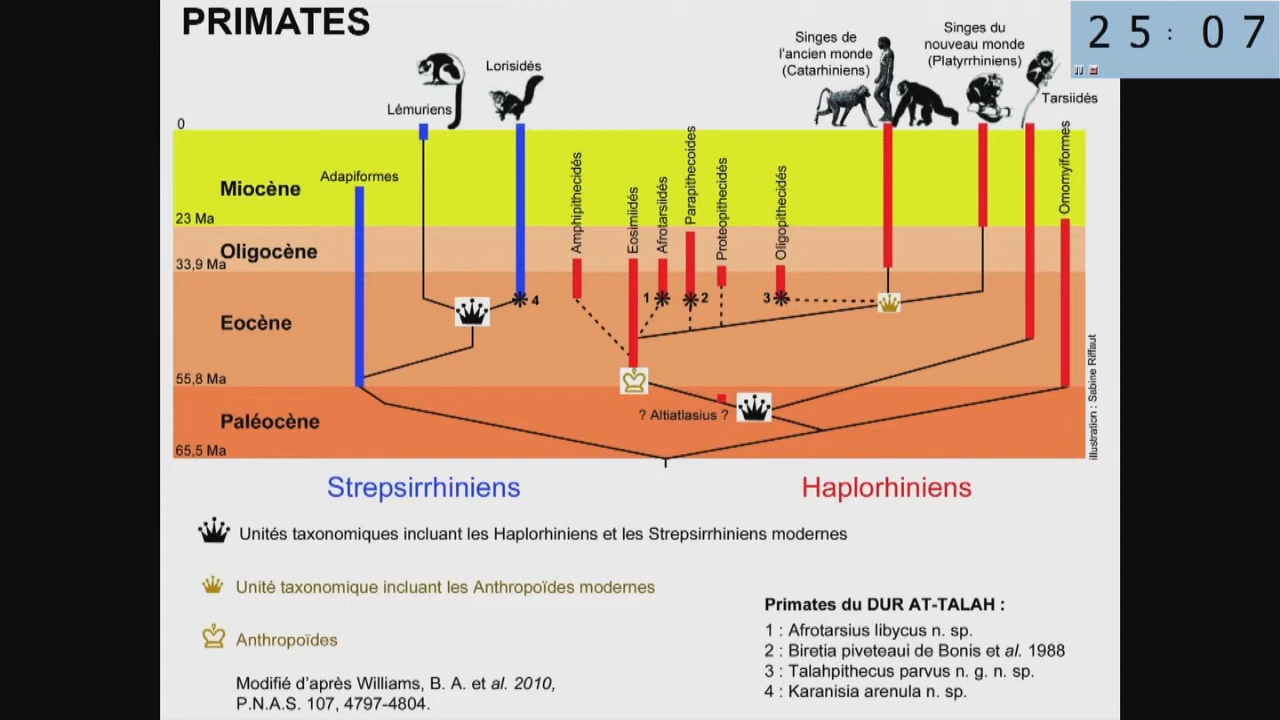 PRIMATES
25:07
Singes de
l'ancien monde
(Catarhiniens)
Singes du
nouveau monde
(Platyrrhiniens)
Lorisidés
Lémuriens
Tarsiidés
0
Adapiformes
Miocène
23 Ma
Oligocène
33,9 Ma
Eocène
55,8 Ma
Paléocène
65,5 Ma
Amphipithecidés
Eosimiidés
Afrotarsiidés
Parapithecoides
Proteopithecidés
Oligopithecidés
Omomyiformes
4
1
2
3
? Altiatlasius ?
illustration : Sabine Riffaut
Strepsirrhiniens
Haplorhiniens
Unités taxonomiques incluant les Haplorhiniens et les Strepsirrhiniens modernes
Unité taxonomique incluant les Anthropoïdes modernes
Anthropoïdes
Modifié d'après Williams, B. A. et al. 2010,
P.N.A.S. 107, 4797-4804.
Primates du DUR AT-TALAH :
1 : Afrotarsius libycus n. sp.
2 : Biretia piveteaui de Bonis et al. 1988
3 : Talahpithecus parvus n. g. n. sp.
4 : Karanisia arenula n. sp.